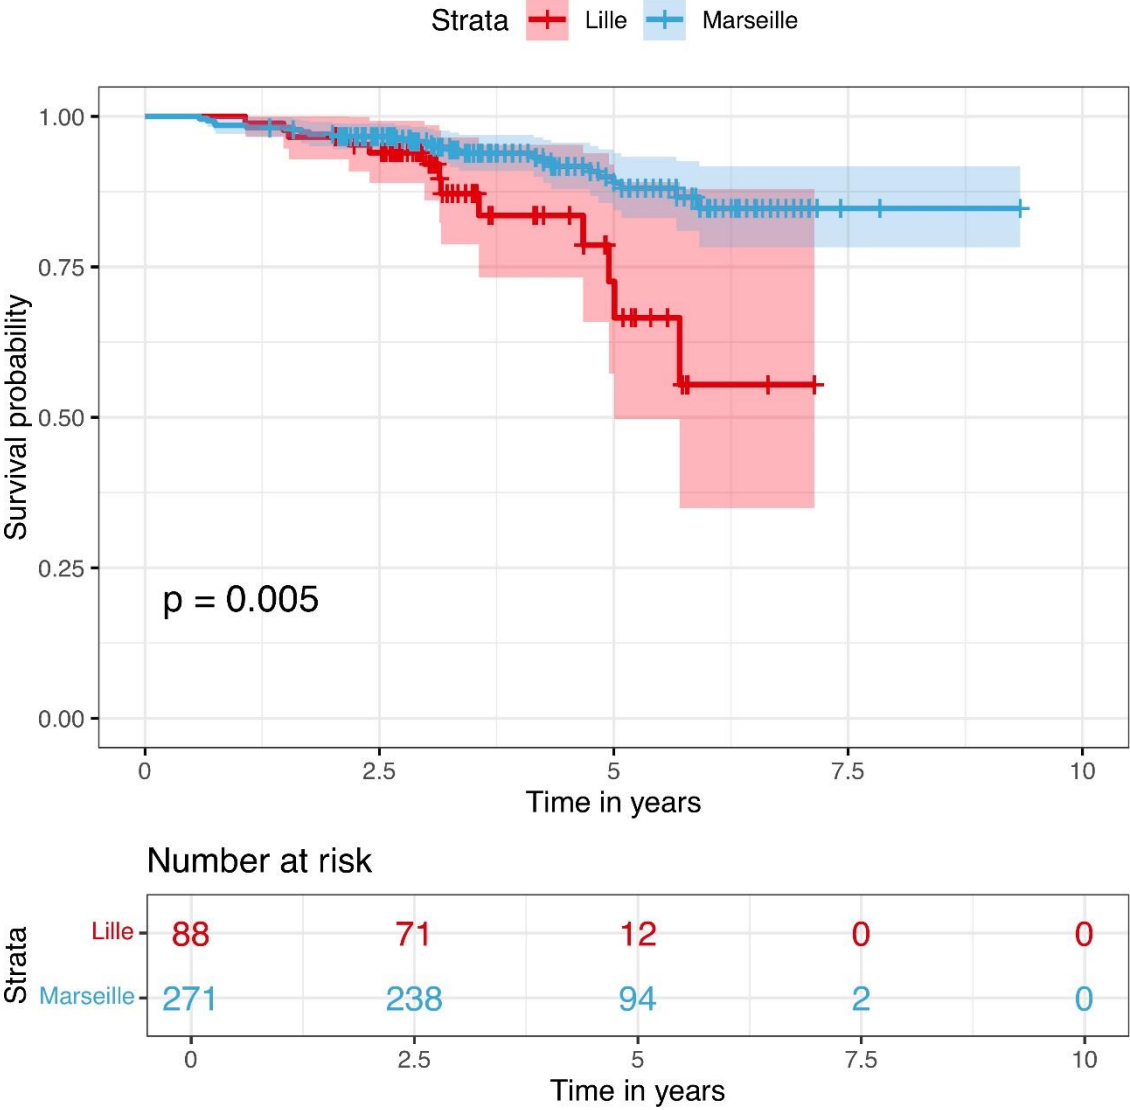 Strata Lille Marseille
1.00
0.75
0.50
0.25
0.00
Survival probability
p = 0.005
0 2.5 5 7.5 10
Time in years
Number at risk
Strata
Lille 88 71 12 0 0
Marseille 271 238 94 2 0
0 2.5 5 7.5 10
Time in years